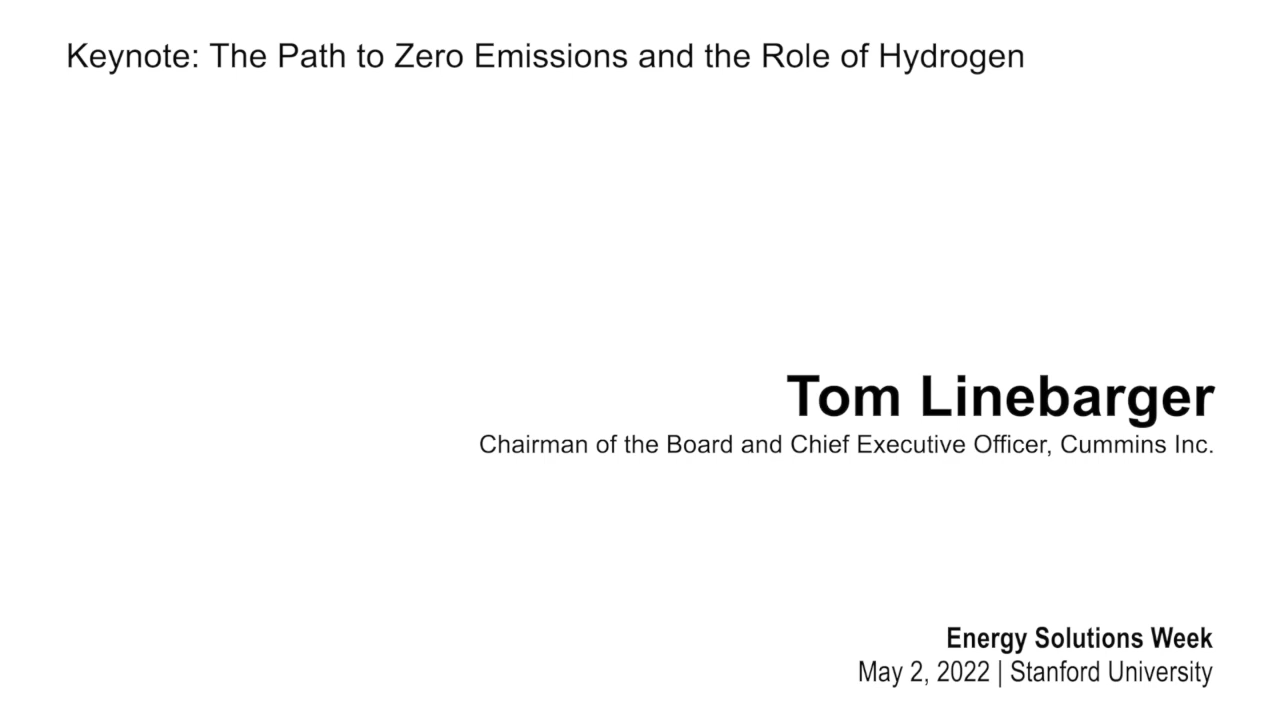 Keynote: The Path to Zero Emissions and the Role of Hydrogen
Tom Linebarger
Chairman of the Board and Chief Executive Officer, Cummins Inc.
Energy Solutions Week
May 2, 2022 | Stanford University